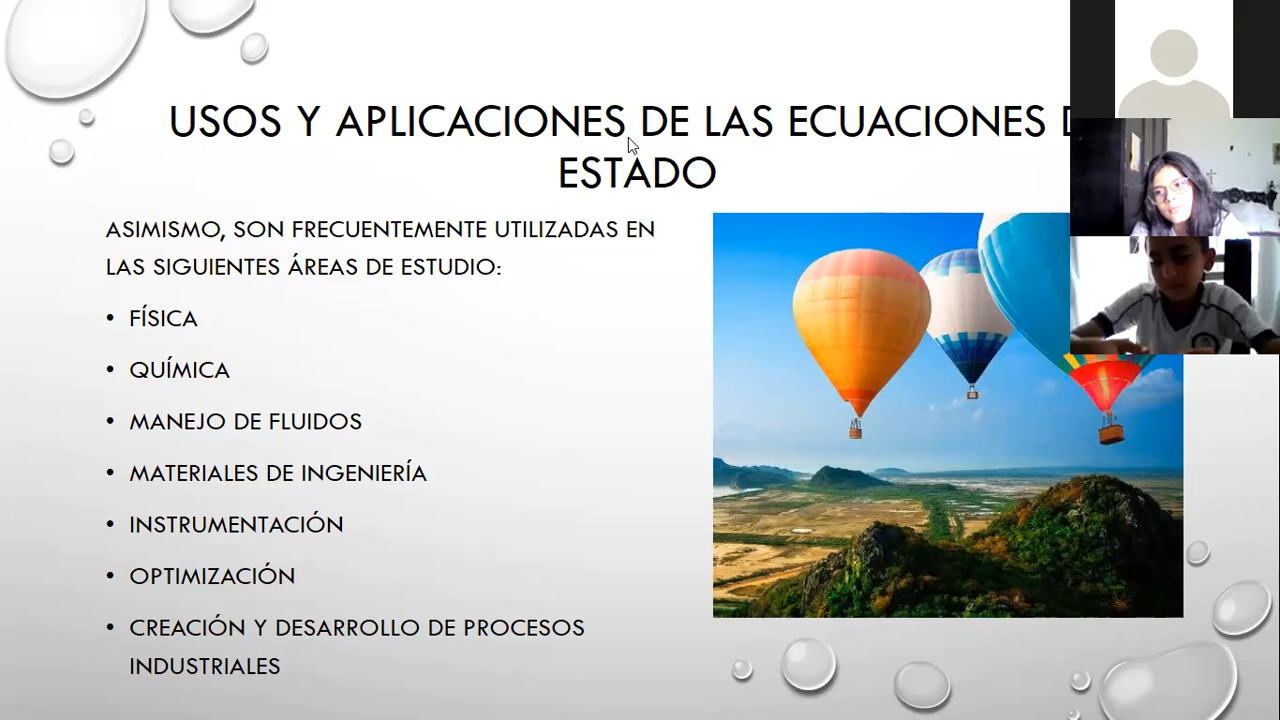 USOS Y APLICACIONES DE LAS ECUACIONES
ESTADO
ASIMISMO, SON FRECUENTEMENTE UTILIZADAS EN
LAS SIGUIENTES ÁREAS DE ESTUDIO:
• FÍSICA
• QUÍMICA
• MANEJO DE FLUIDOS
• MATERIALES DE INGENIERÍA
• INSTRUMENTACIÓN
• OPTIMIZACIÓN
• CREACIÓN Y DESARROLLO DE PROCESOS
INDUSTRIALES